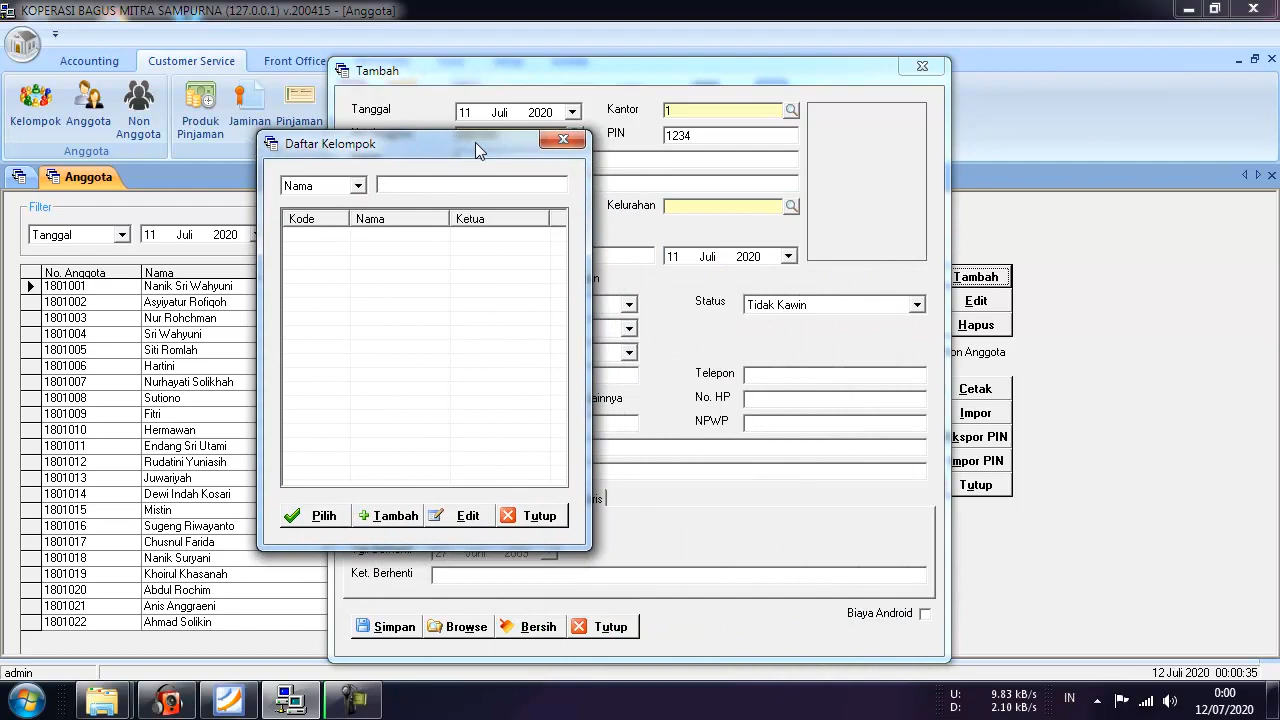 KOPERASI BAGUS MITRA SAMPURNA (127.0.0.1) v.200415 - [Anggota]
Accounting
Customer Service
Front Office
Kelompok
Anggota
Non
Anggota
Produk
Pinjaman
Jaminan
Pinjaman
Anggota
Anggota
Filter
Tanggal
11 Juli 2020
No. Anggota Nama
1801001 Nanik Sri Wahyuni
1801002 Asyiyatur Rofiqoh
1801003 Nur Rohchman
1801004 Sri Wahyuni
1801005 Siti Romlah
1801006 Hartini
1801007 Nurhayati Solikhah
1801008 Sutiono
1801009 Fitri
1801010 Hermawan
1801011 Endang Sri Utami
1801012 Rudatini Yuniasih
1801013 Juwariyah
1801014 Dewi Indah Kosari
1801015 Mistin
1801016 Sugeng Riwayanto
1801017 Chusnul Farida
1801018 Nanik Suryani
1801019 Khoirul Khasanah
1801020 Abdul Rochim
1801021 Anis Anggraeni
1801022 Ahmad Solikin
Tambah
Tanggal 11 Juli 2020
Kantor 1
PIN 1234
Kelurahan
11 Juli 2020
Status Tidak Kawin
Telepon
ainnya
No. HP
NPWP
ris
Ket. Berhenti
Biaya Android
Simpan
Browse
Bersih
Tutup
Daftar Kelompok
Nama
Kode Nama Ketua
Pilih
Tambah
Edit
Tutup
Tambah
Edit
Hapus
on Anggota
Cetak
Impor
kspor PIN
mpor PIN
Tutup
admin
12 Juli 2020 00:00:35
U: 9.83 kB/s
D: 2.10 kB/s
IN
0:00
12/07/2020